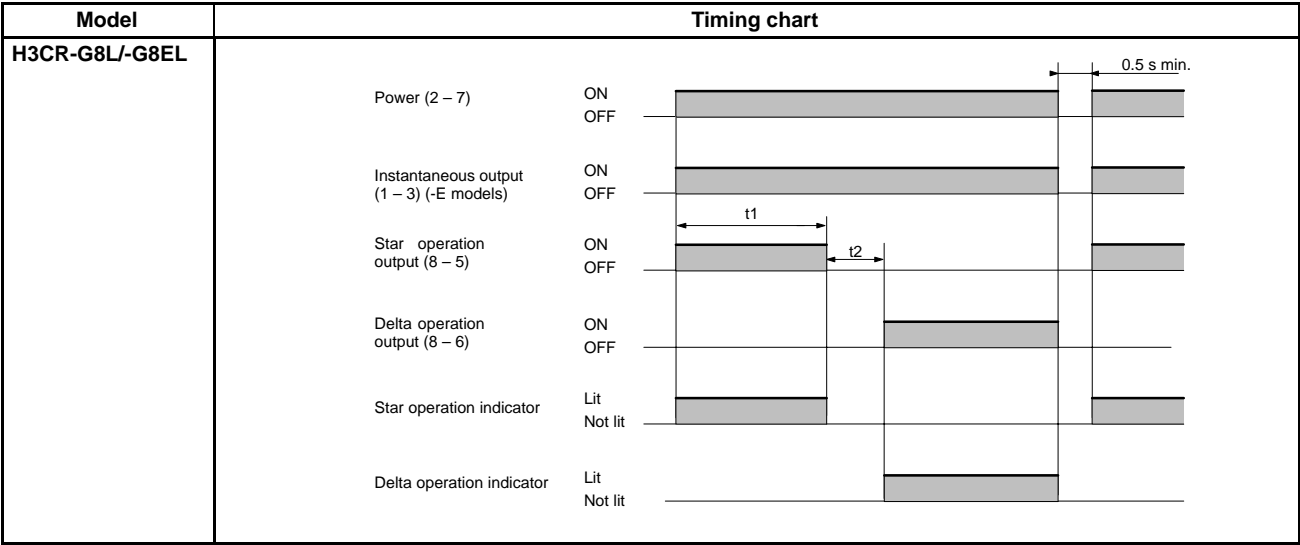 Model
Timing chart
H3CR-G8L/-G8EL
0.5 s min.
Power (2 – 7)
ON
OFF
Instantaneous output
(1 – 3) (-E models)
ON
OFF
t1
Star operation
output (8 – 5)
ON
OFF
t2
Delta operation
output (8 – 6)
ON
OFF
Star operation indicator
Lit
Not lit
Delta operation indicator
Lit
Not lit